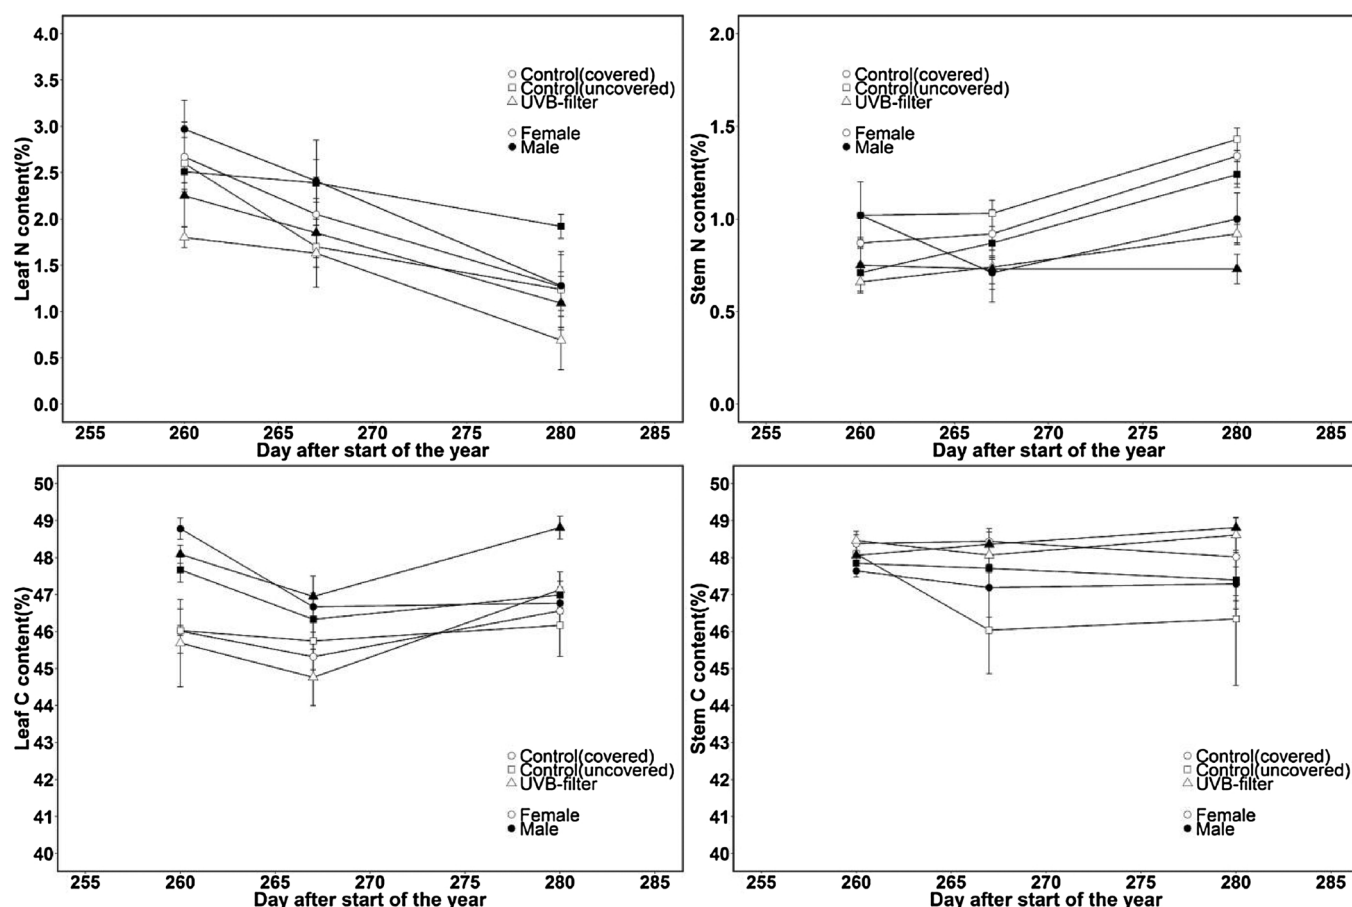 4.0
3.5
3.0
2.5
2.0
1.5
1.0
0.5
0.0
Leaf N content(%)
Control(covered)
Control(uncovered)
UVB-filter
Female
Male
255 260 265 270 275 280 285
Day after start of the year
2.0
1.5
1.0
0.5
0.0
Stem N content(%)
Control(covered)
Control(uncovered)
UVB-filter
Female
Male
255 260 265 270 275 280 285
Day after start of the year
50
49
48
47
46
45
44
43
42
41
40
Leaf C content(%)
Control(covered)
Control(uncovered)
UVB-filter
Female
Male
255 260 265 270 275 280 285
Day after start of the year
50
49
48
47
46
45
44
43
42
41
40
Stem C content(%)
Control(covered)
Control(uncovered)
UVB-filter
Female
Male
255 260 265 270 275 280 285
Day after start of the year